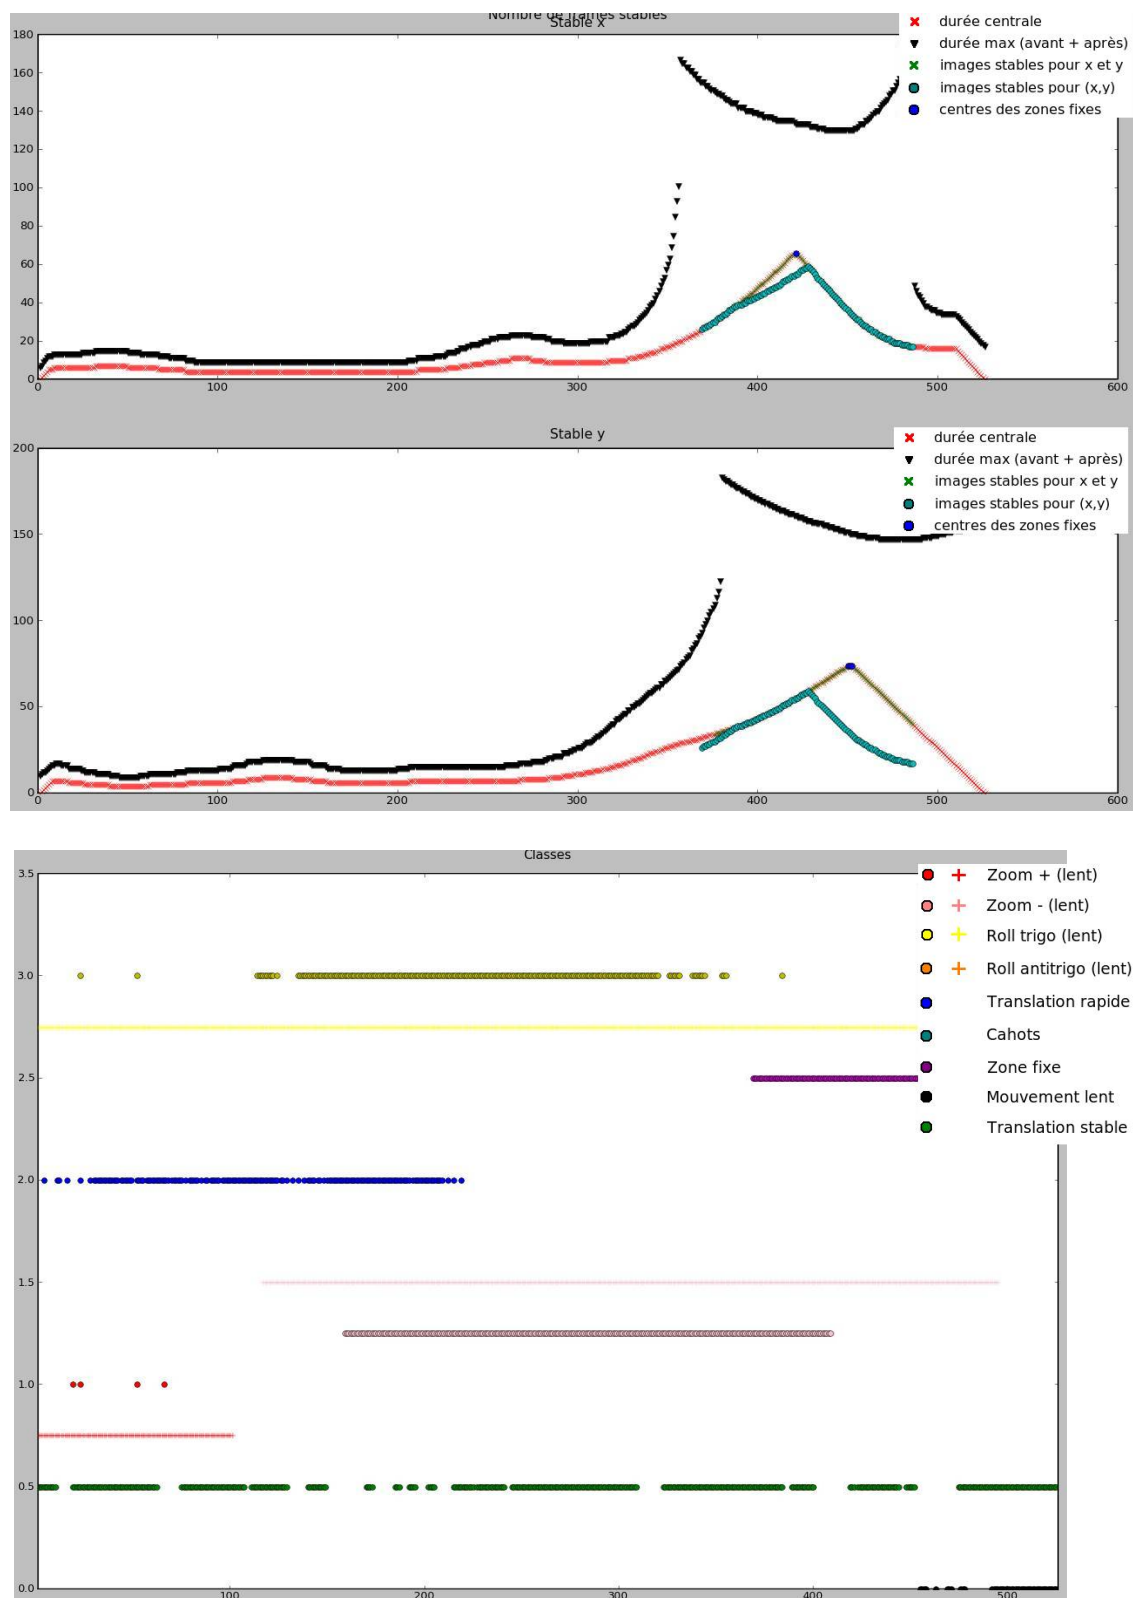 Nombre de frames stables
Stable x
durée centrale
durée max (avant + après)
images stables pour x et y
images stables pour (x,y)
centres des zones fixes
180
160
140
120
100
80
60
40
20
0
0 100 200 300 400 500 600
Stable y
durée centrale
durée max (avant + après)
images stables pour x et y
images stables pour (x,y)
centres des zones fixes
200
150
100
50
0
0 100 200 300 400 500 600
Classes
Zoom + (lent)
Zoom - (lent)
Roll trigo (lent)
Roll antitrigo (lent)
Translation rapide
Cahots
Zone fixe
Mouvement lent
Translation stable
3.5
3.0
2.5
2.0
1.5
1.0
0.5
0.0
100 200 300 400 500